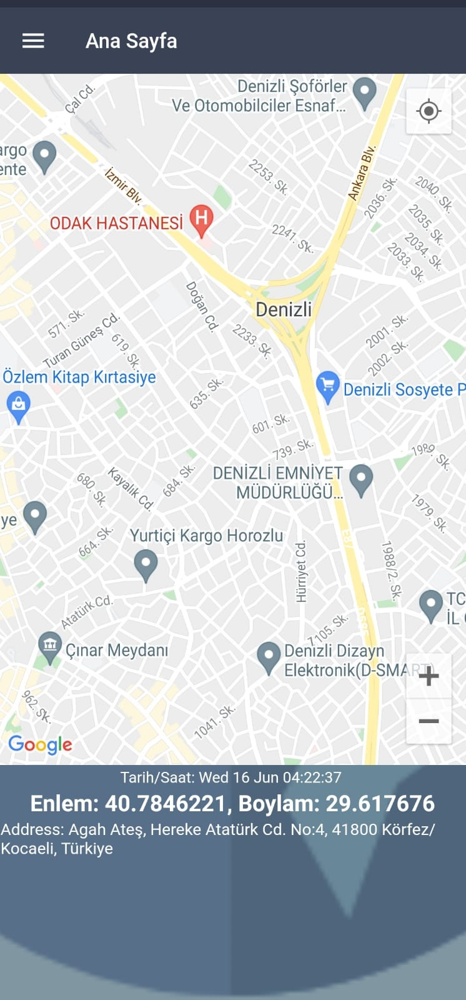 Ana Sayfa
Denizli Şoförler
Ve Otomobilciler Esnaf...
Çal Cd.
argo
ente
İzmir Blv.
Ankara Blv.
2253. Sk.
2036. Sk.
2040. Sk.
2035. Sk.
2034. Sk.
2033. Sk.
ODAK HASTANESİ
H
2241. Sk.
Doğan Cd.
Denizli
571. Sk.
Turan Güneş Cd.
619. Sk.
2233. Sk.
2001. Sk.
2002. Sk.
Özlem Kitap Kırtasiye
635. Sk.
Denizli Sosyete P
601. Sk.
739. Sk.
1989. Sk.
680. Sk.
Kayalık Cd.
684. Sk.
DENİZLİ EMNİYET
MÜDÜRLÜĞÜ...
1979. Sk.
ye
664. Sk.
Yurtiçi Kargo Horozlu
E87
Hürriyet Cd.
1988/2. Sk.
Atatürk Cd.
TC
İL
D585
7105. Sk.
Çınar Meydanı
Denizli Dizayn
Elektronik(D-SMART)
962. Sk.
1041. Sk.
Google
Tarih/Saat: Wed 16 Jun 04:22:37
Enlem: 40.7846221, Boylam: 29.617676
Address: Agah Ateş, Hereke Atatürk Cd. No:4, 41800 Körfez/
Kocaeli, Türkiye